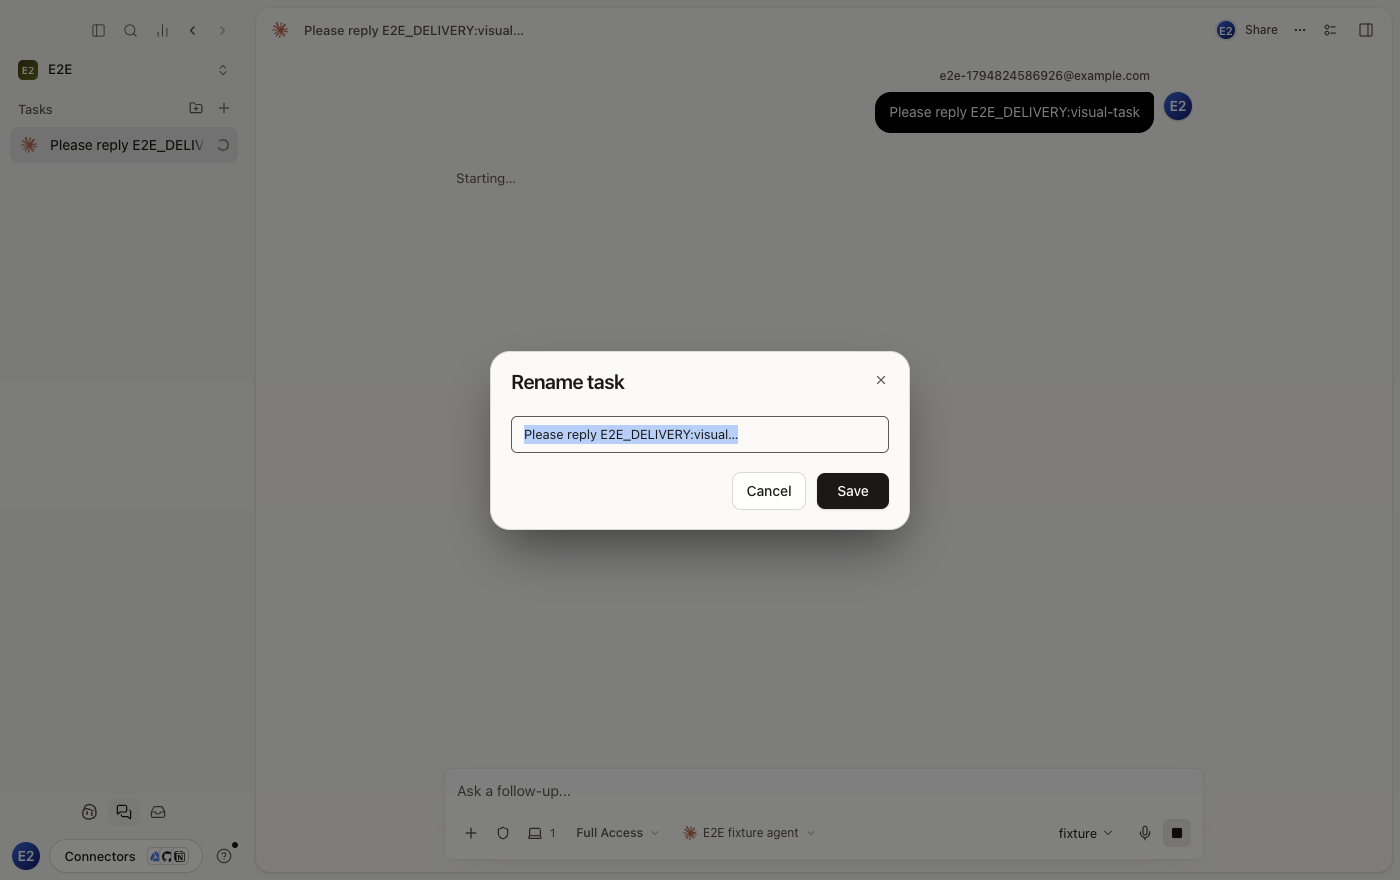 Please reply E2E_DELIVERY:visual...
E2 Share
E2 E2E
Tasks
Please reply E2E_DELIV
e2e-1794824586926@example.com
Please reply E2E_DELIVERY:visual-task
E2
Starting...
Rename task
Please reply E2E_DELIVERY:visual...
Cancel Save
Ask a follow-up...
1 Full Access E2E fixture agent fixture
E2 Connectors